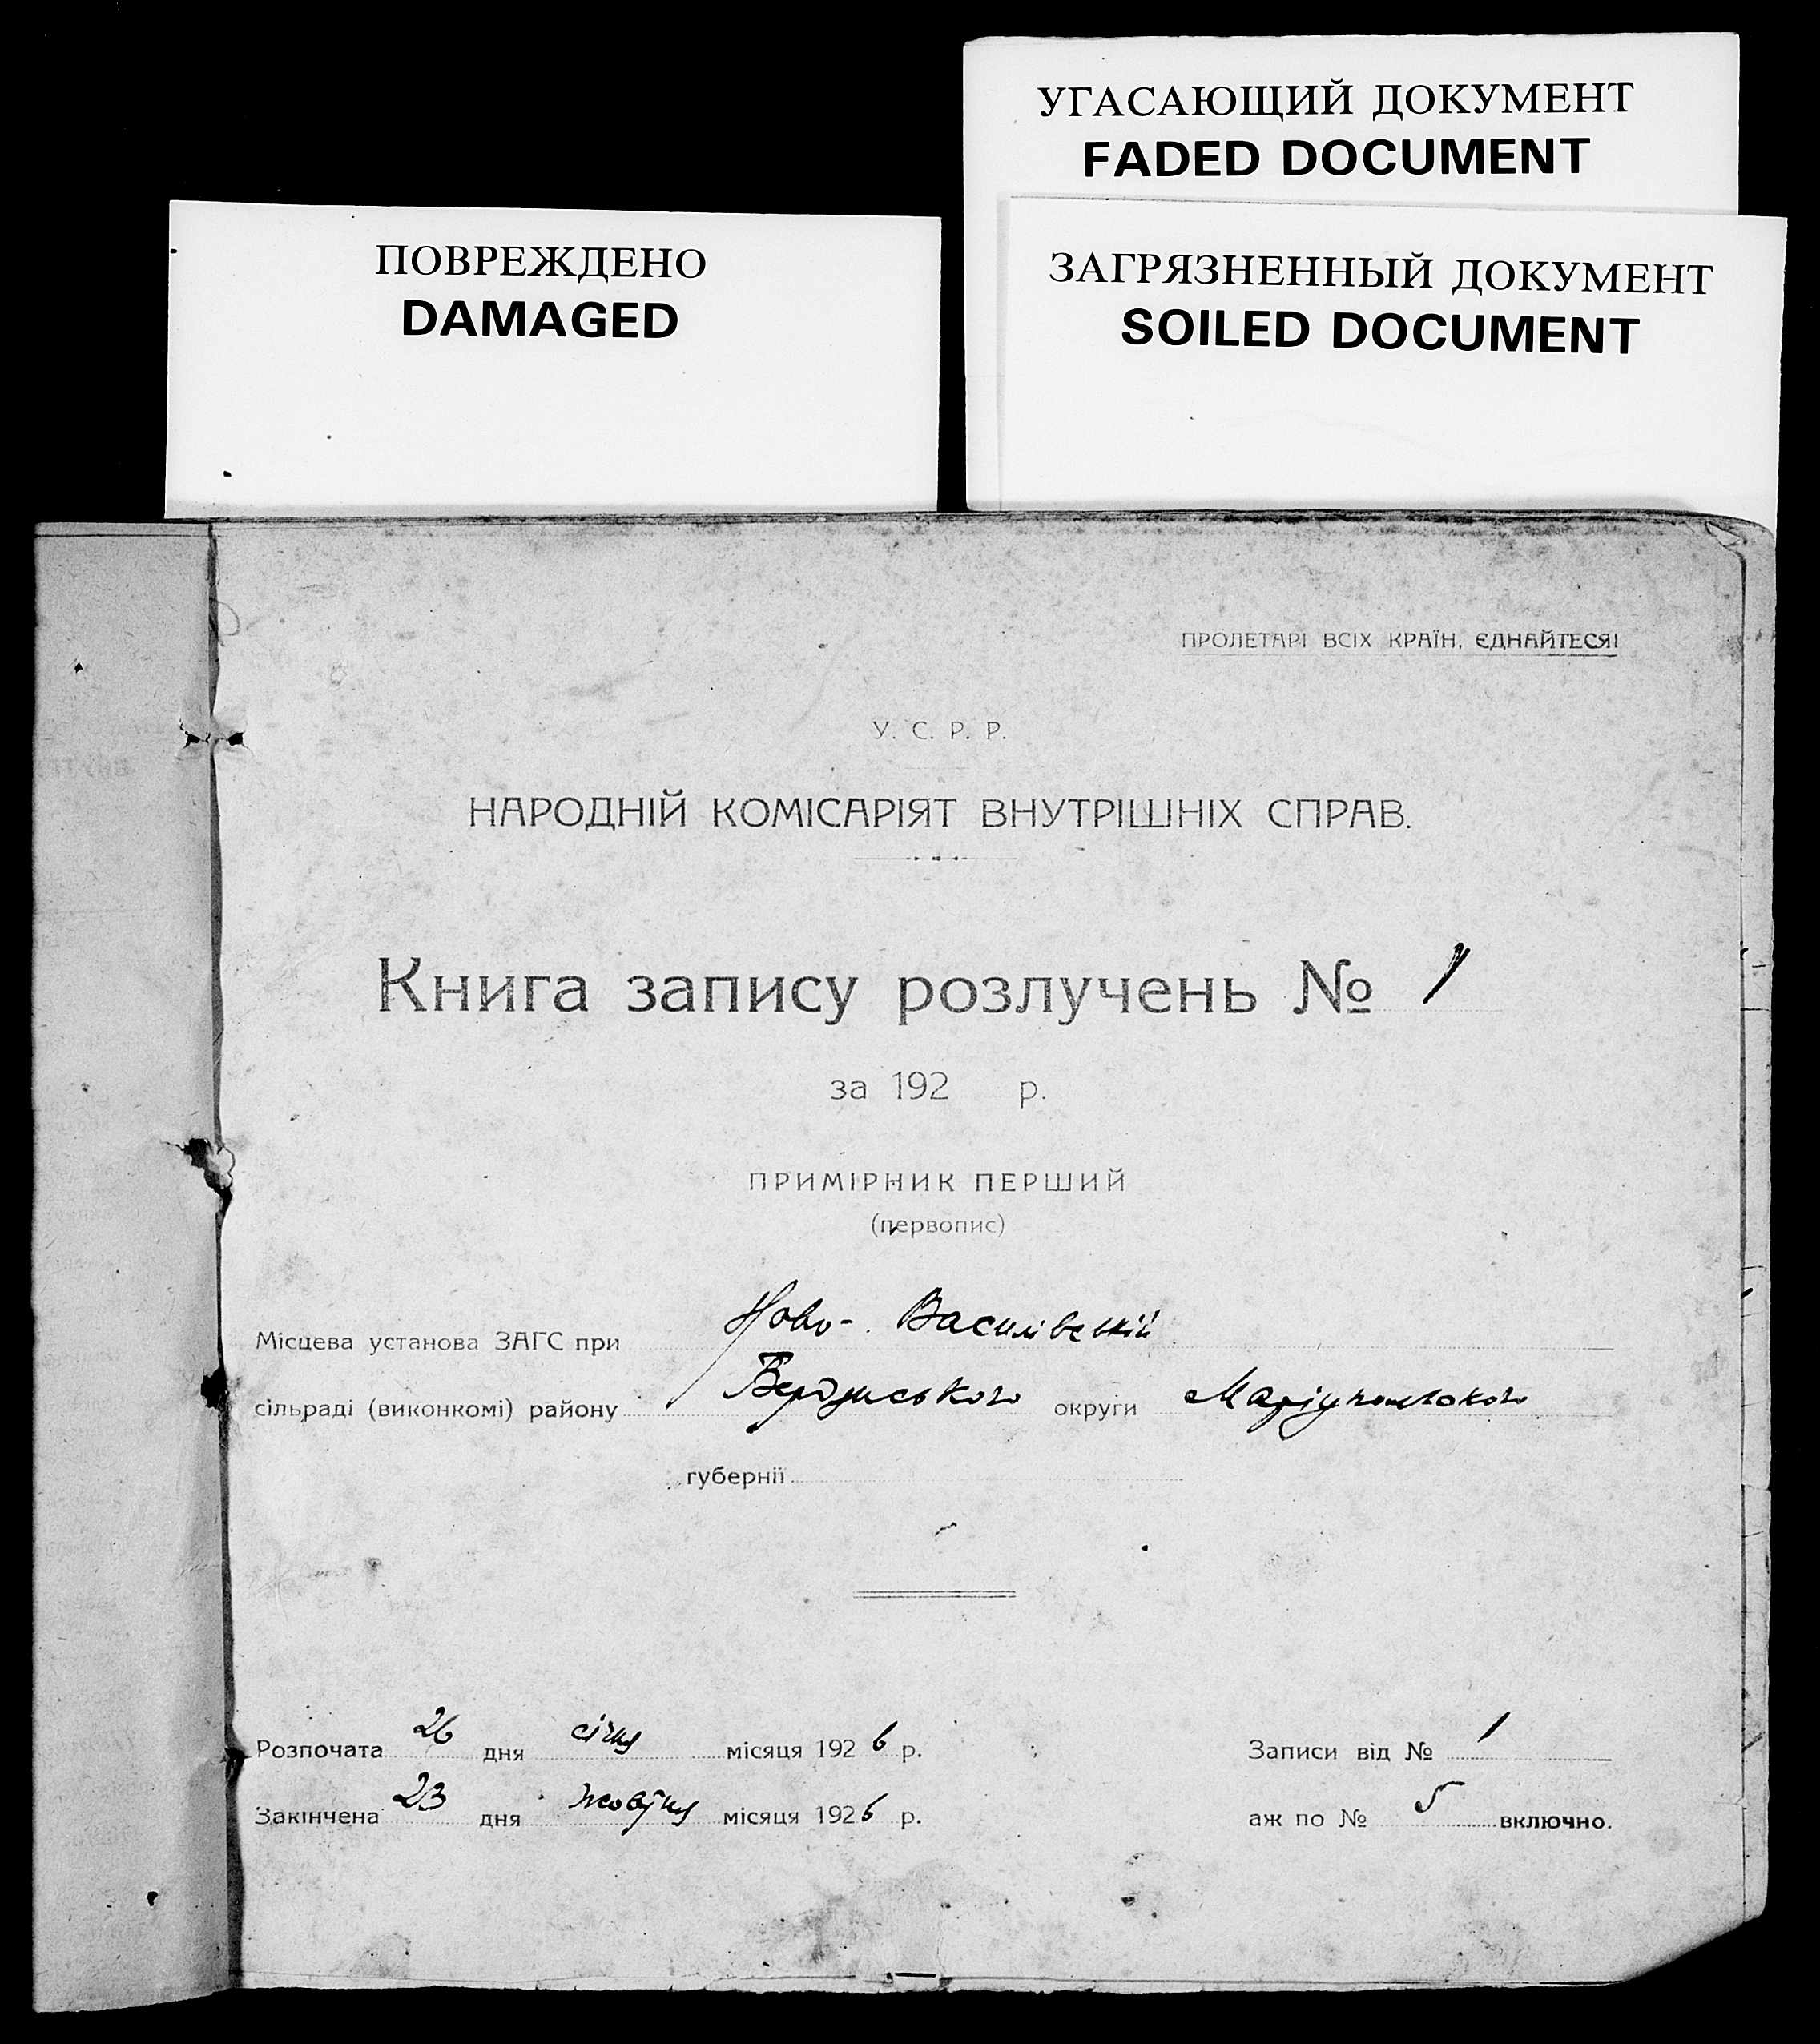 УГАСАЮЩИЙ ДОКУМЕНТ
FADED DOCUMENT
ПОВРЕЖДЕНО
DAMAGED
ЗАГРЯЗНЕННЫЙ ДОКУМЕНТ
SOILED DOCUMENT
ПРОЛЕТАРІ ВСІХ КРАЇН, ЄДНАЙТЕСЯ!
У. С. Р. Р.
НАРОДНІЙ КОМІСАРІЯТ ВНУТРІШНІХ СПРАВ.
Книга запису розлучень № 1
за 192 р.
ПРИМІРНИК ПЕРШИЙ
(первопис)
Місцева установа ЗАГС при Ново-Василівській
сільраді (виконкомі) району Бердянського округи Маріупольского
губернії
Розпочата 26 дня січня місяця 1926 р. Записи від № 1
Закінчена 23 дня жовтня місяця 1926 р. аж по № 5 включно.